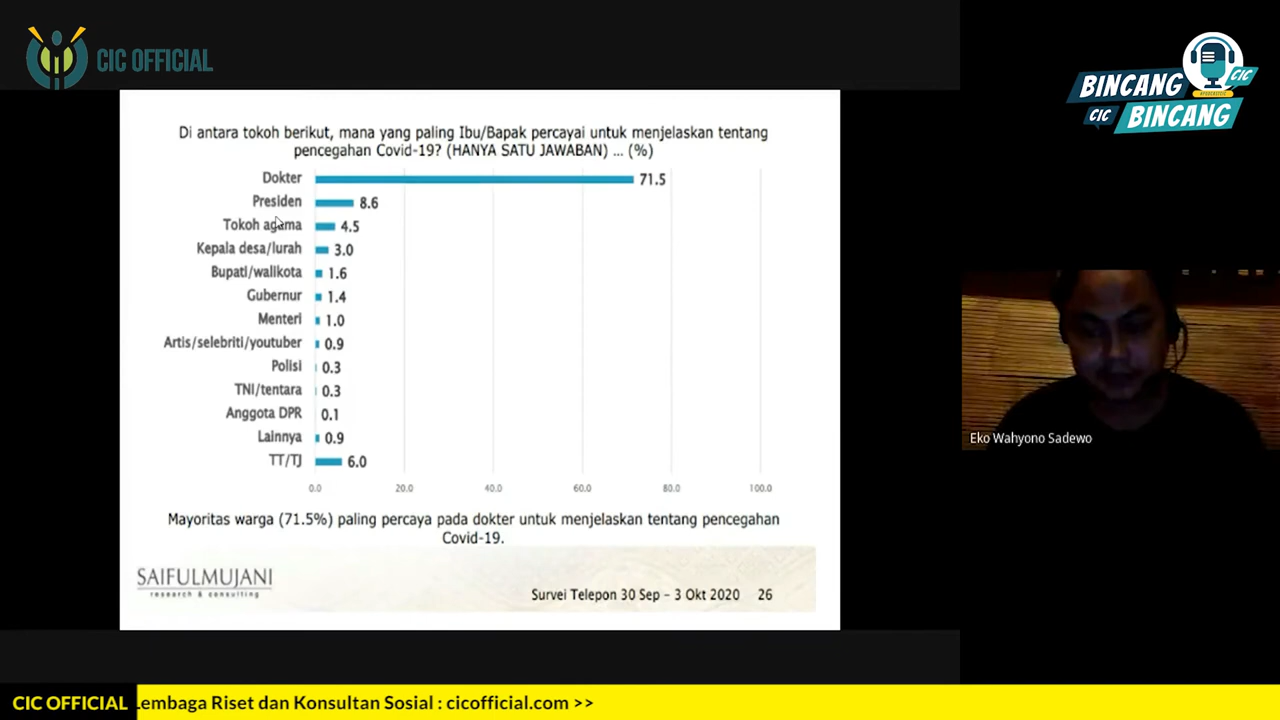 CIC OFFICIAL
BINCANG
CIC
CIC BINCANG
Di antara tokoh berikut, mana yang paling Ibu/Bapak percayai untuk menjelaskan tentang
pencegahan Covid-19? (HANYA SATU JAWABAN) ... (%)
Dokter 71.5
Presiden 8.6
Tokoh agama 4.5
Kepala desa/lurah 3.0
Bupati/walikota 1.6
Gubernur 1.4
Menteri 1.0
Artis/selebriti/youtuber 0.9
Polisi 0.3
TNI/tentara 0.3
Anggota DPR 0.1
Lainnya 0.9
TT/TJ 6.0
0.0 20.0 40.0 60.0 80.0 100.0
Mayoritas warga (71.5%) paling percaya pada dokter untuk menjelaskan tentang pencegahan
Covid-19.
SAIFULMUJANI
research & consulting
Survei Telepon 30 Sep – 3 Okt 2020 26
Eko Wahyono Sadewo
CIC OFFICIAL
Lembaga Riset dan Konsultan Sosial : cicofficial.com >>